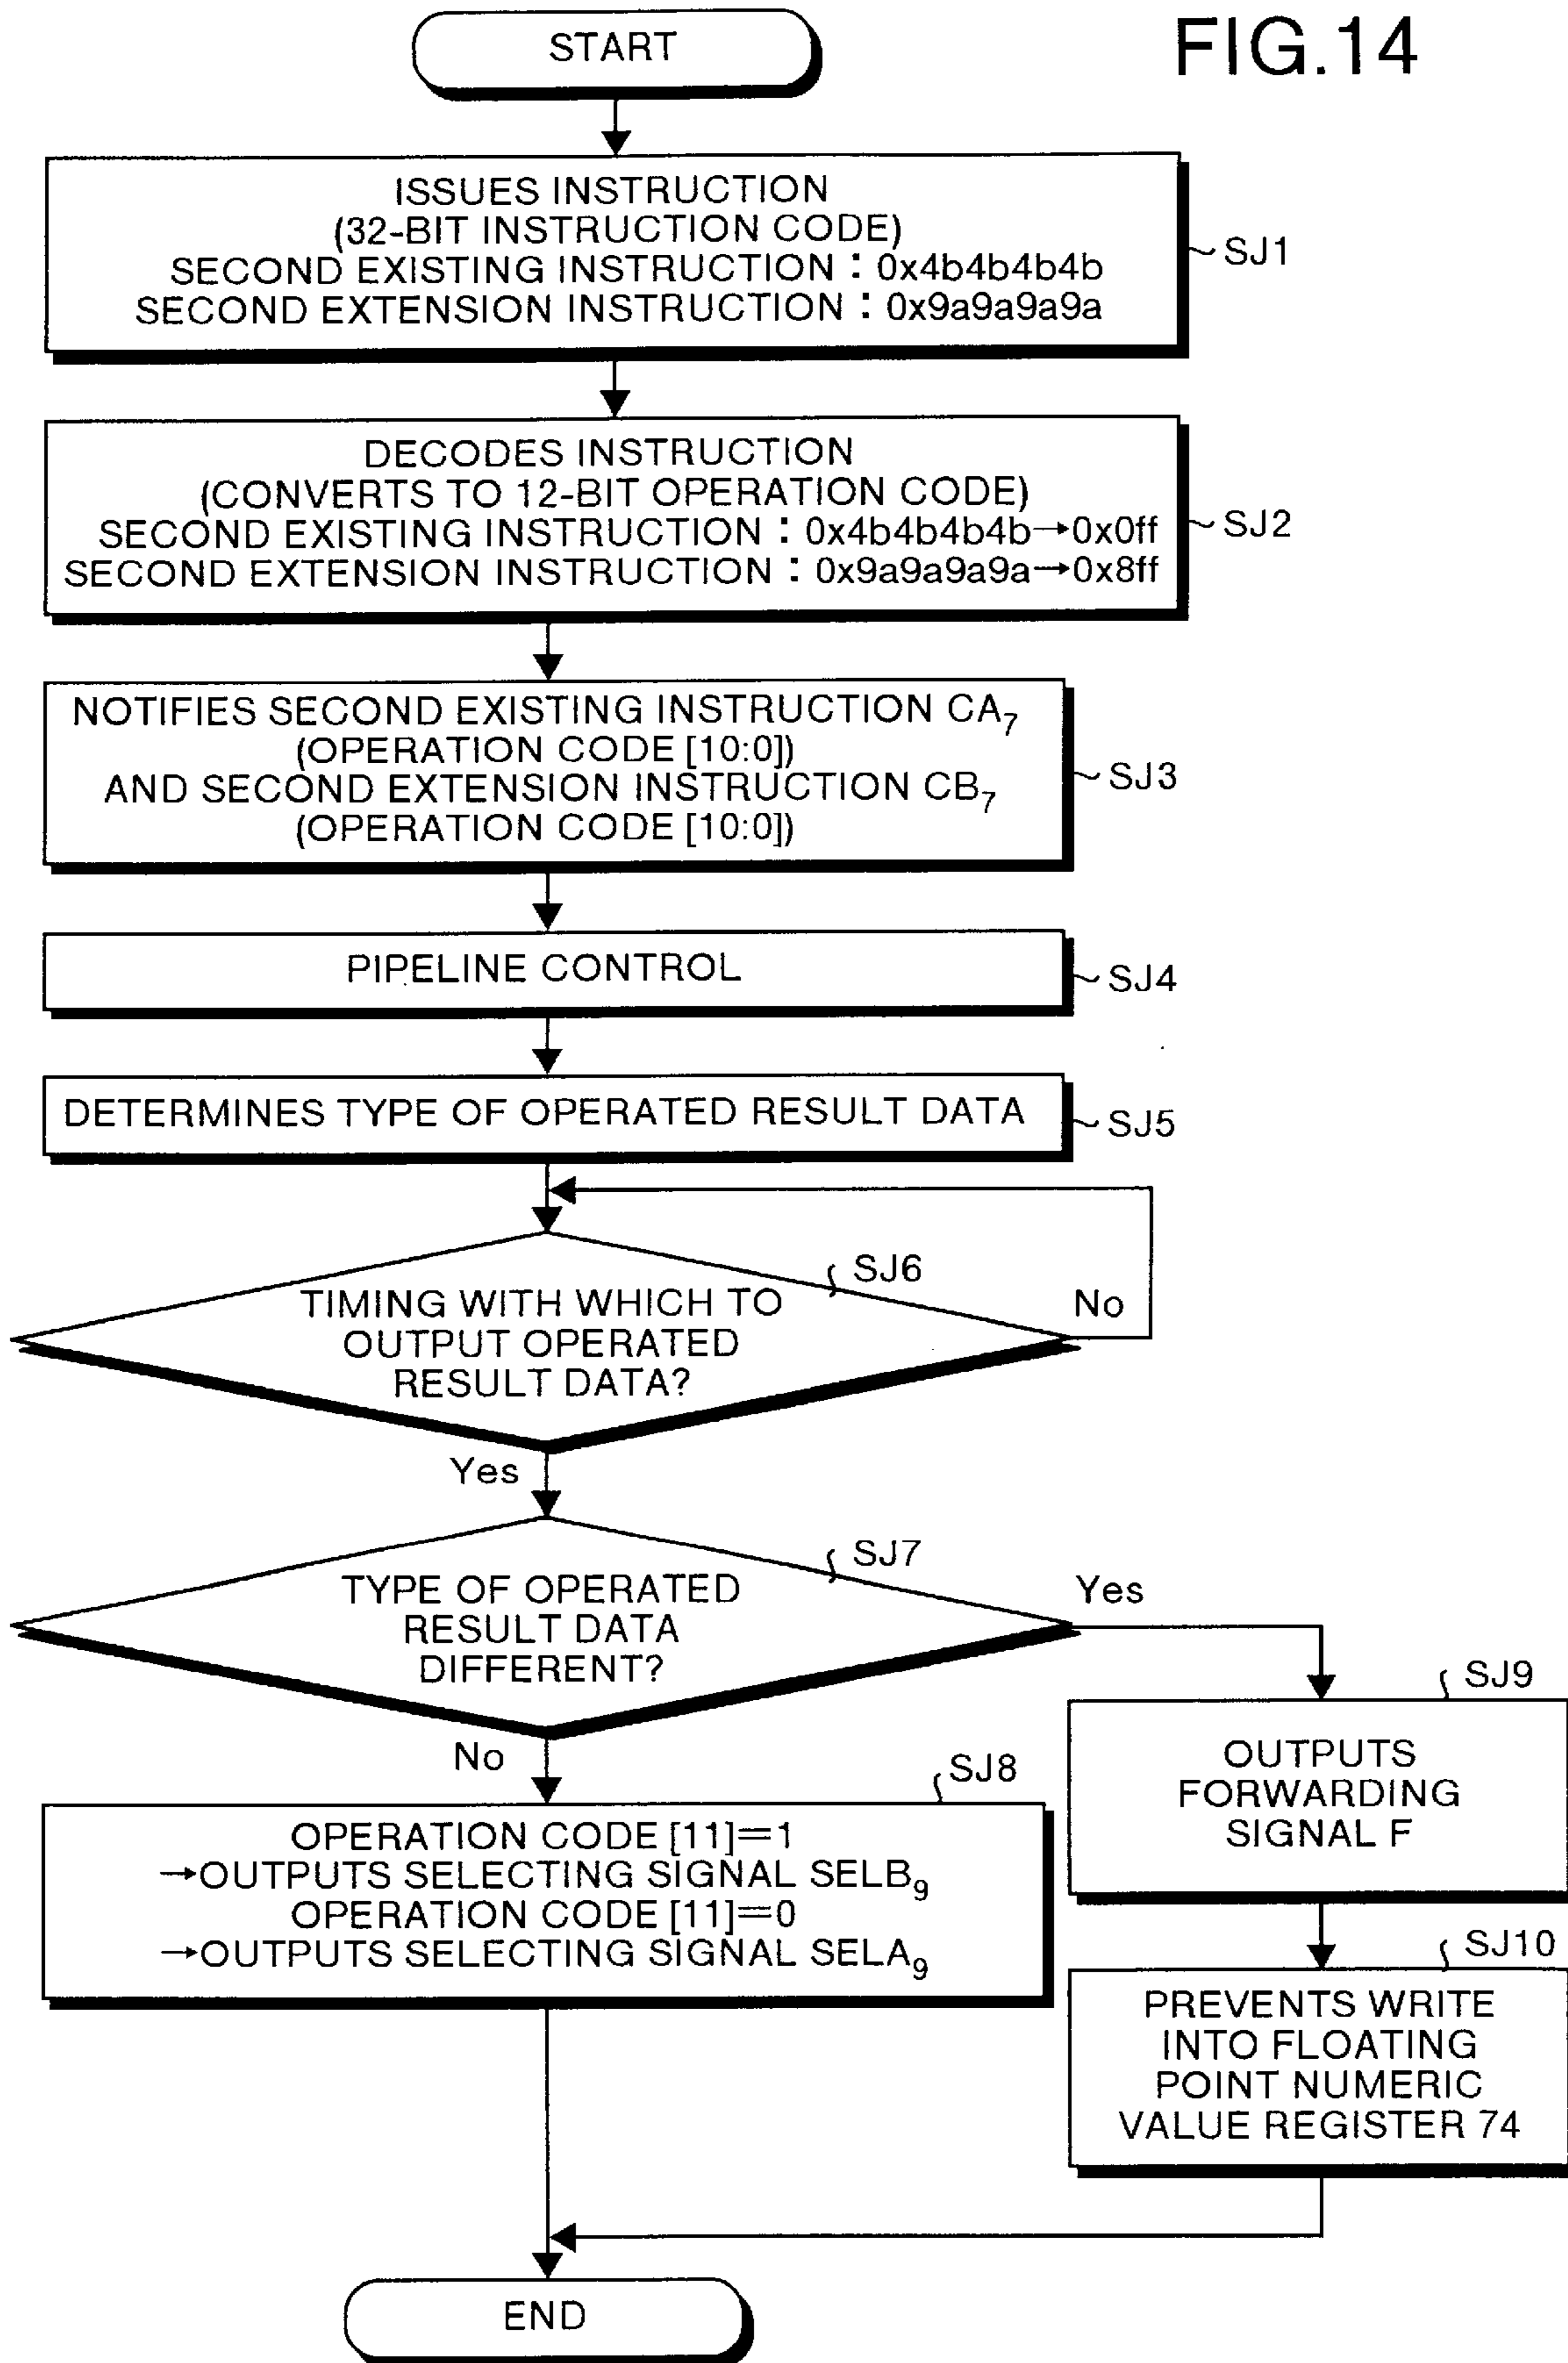 FIG.14
START
ISSUES INSTRUCTION
(32-BIT INSTRUCTION CODE)
SECOND EXISTING INSTRUCTION : 0x4b4b4b4b
SECOND EXTENSION INSTRUCTION : 0x9a9a9a9a
SJ1
DECODES INSTRUCTION
(CONVERTS TO 12-BIT OPERATION CODE)
SECOND EXISTING INSTRUCTION : 0x4b4b4b4b→0x0ff
SECOND EXTENSION INSTRUCTION : 0x9a9a9a9a→0x8ff
SJ2
NOTIFIES SECOND EXISTING INSTRUCTION CA7
(OPERATION CODE [10:0])
AND SECOND EXTENSION INSTRUCTION CB7
(OPERATION CODE [10:0])
SJ3
PIPELINE CONTROL
SJ4
DETERMINES TYPE OF OPERATED RESULT DATA
SJ5
SJ6
TIMING WITH WHICH TO
OUTPUT OPERATED
RESULT DATA?
No
Yes
SJ7
TYPE OF OPERATED
RESULT DATA
DIFFERENT?
Yes
No
SJ8
OPERATION CODE [11]=1
→OUTPUTS SELECTING SIGNAL SELB9
OPERATION CODE [11]=0
→OUTPUTS SELECTING SIGNAL SELA9
SJ9
OUTPUTS
FORWARDING
SIGNAL F
SJ10
PREVENTS WRITE
INTO FLOATING
POINT NUMERIC
VALUE REGISTER 74
END